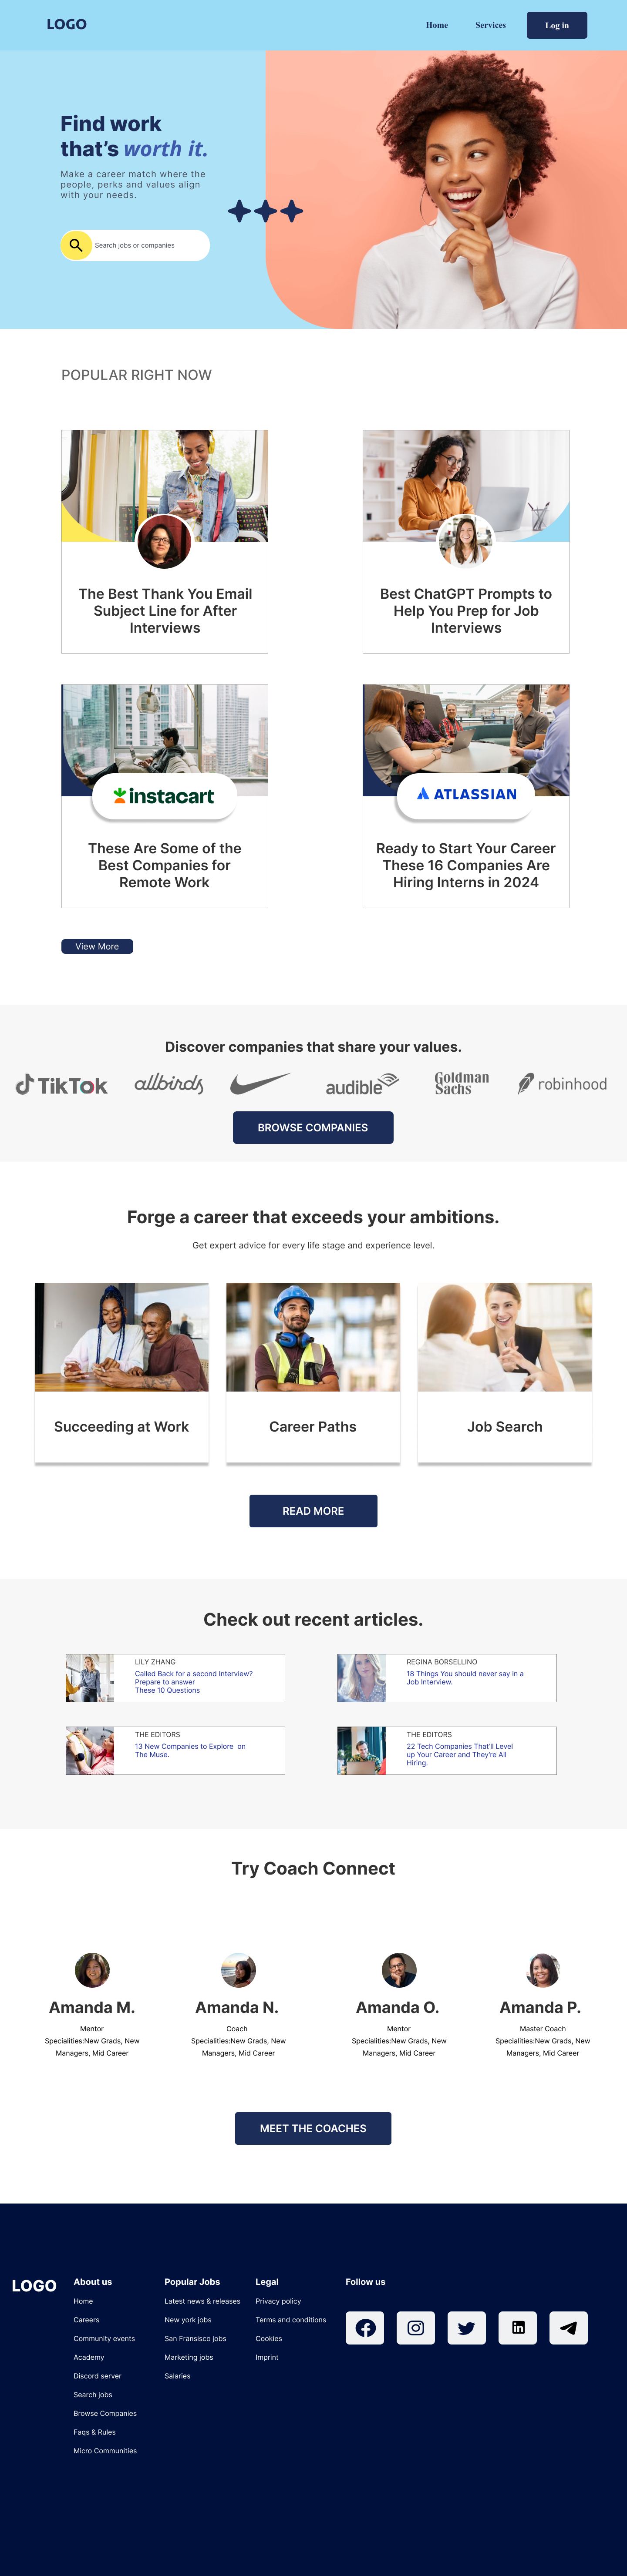 LOGO
Home
Services
Log in
Find work
that's worth it.
Make a career match where the
people, perks and values align
with your needs.
Search jobs or companies
POPULAR RIGHT NOW
The Best Thank You Email
Subject Line for After
Interviews
Best ChatGPT Prompts to
Help You Prep for Job
Interviews
instacart
These Are Some of the
Best Companies for
Remote Work
ATLASSIAN
Ready to Start Your Career
These 16 Companies Are
Hiring Interns in 2024
View More
Discover companies that share your values.
TikTok
allbirds
audible
Goldman
Sachs
robinhood
BROWSE COMPANIES
Forge a career that exceeds your ambitions.
Get expert advice for every life stage and experience level.
Succeeding at Work
Career Paths
Job Search
READ MORE
Check out recent articles.
LILY ZHANG
Called Back for a second Interview?
Prepare to answer
These 10 Questions
REGINA BORSELLINO
18 Things You should never say in a
Job Interview.
THE EDITORS
13 New Companies to Explore on
The Muse.
THE EDITORS
22 Tech Companies That'll Level
up Your Career and They're All
Hiring.
Try Coach Connect
Amanda M.
Mentor
Specialities:New Grads, New
Managers, Mid Career
Amanda N.
Coach
Specialities:New Grads, New
Managers, Mid Career
Amanda O.
Mentor
Specialities:New Grads, New
Managers, Mid Career
Amanda P.
Master Coach
Specialities:New Grads, New
Managers, Mid Career
MEET THE COACHES
LOGO
About us
Home
Careers
Community events
Academy
Discord server
Search jobs
Browse Companies
Faqs & Rules
Micro Communities
Popular Jobs
Latest news & releases
New york jobs
San Fransisco jobs
Marketing jobs
Salaries
Legal
Privacy policy
Terms and conditions
Cookies
Imprint
Follow us